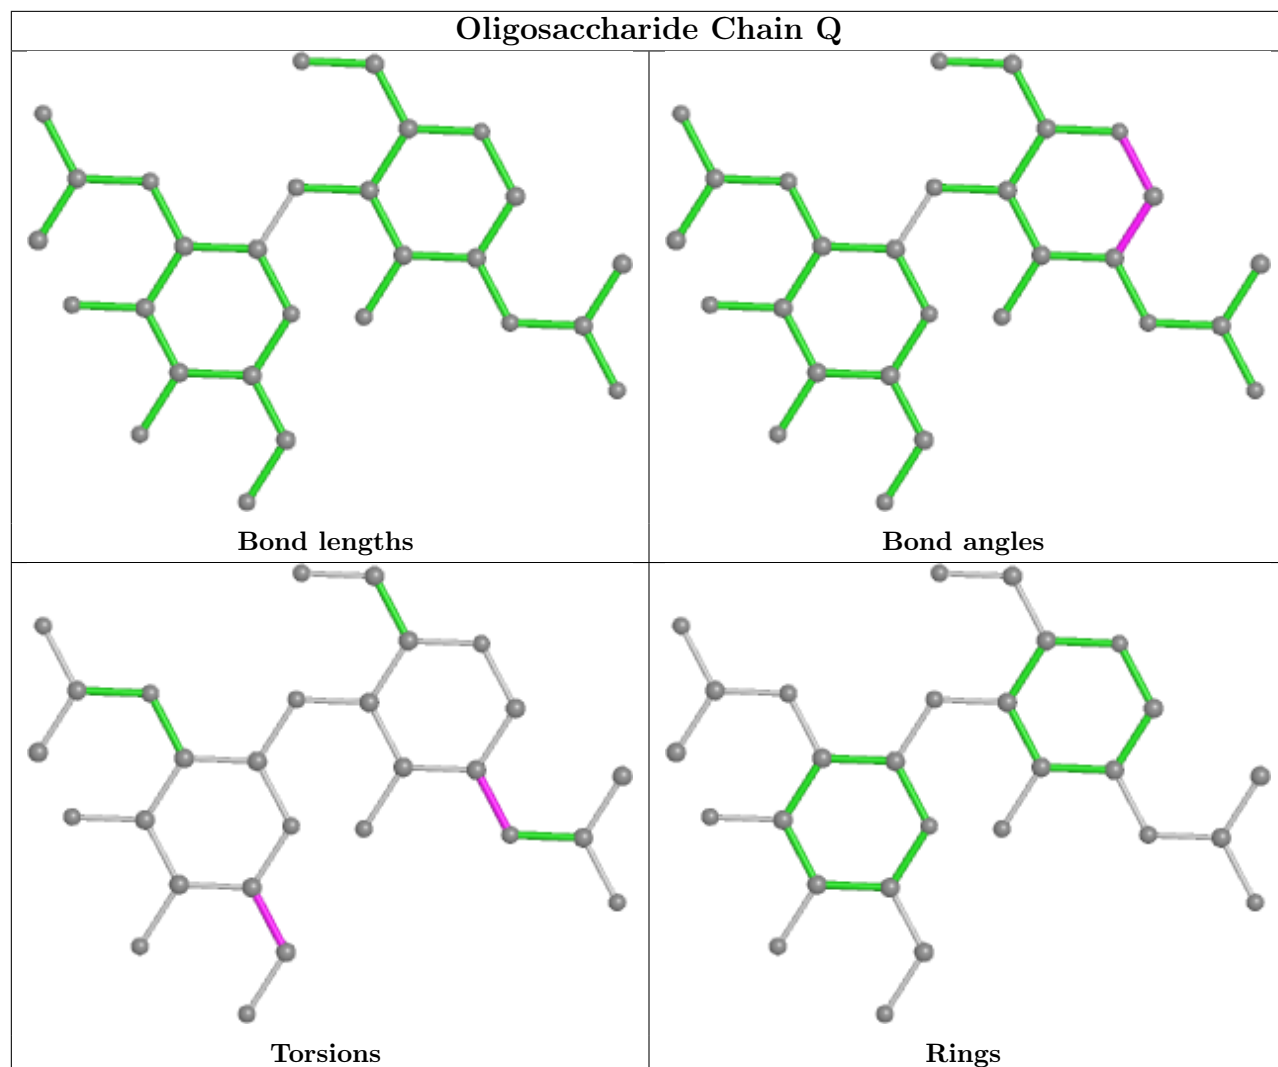 Oligosaccharide Chain Q
Bond lengths
Bond angles
Torsions
Rings